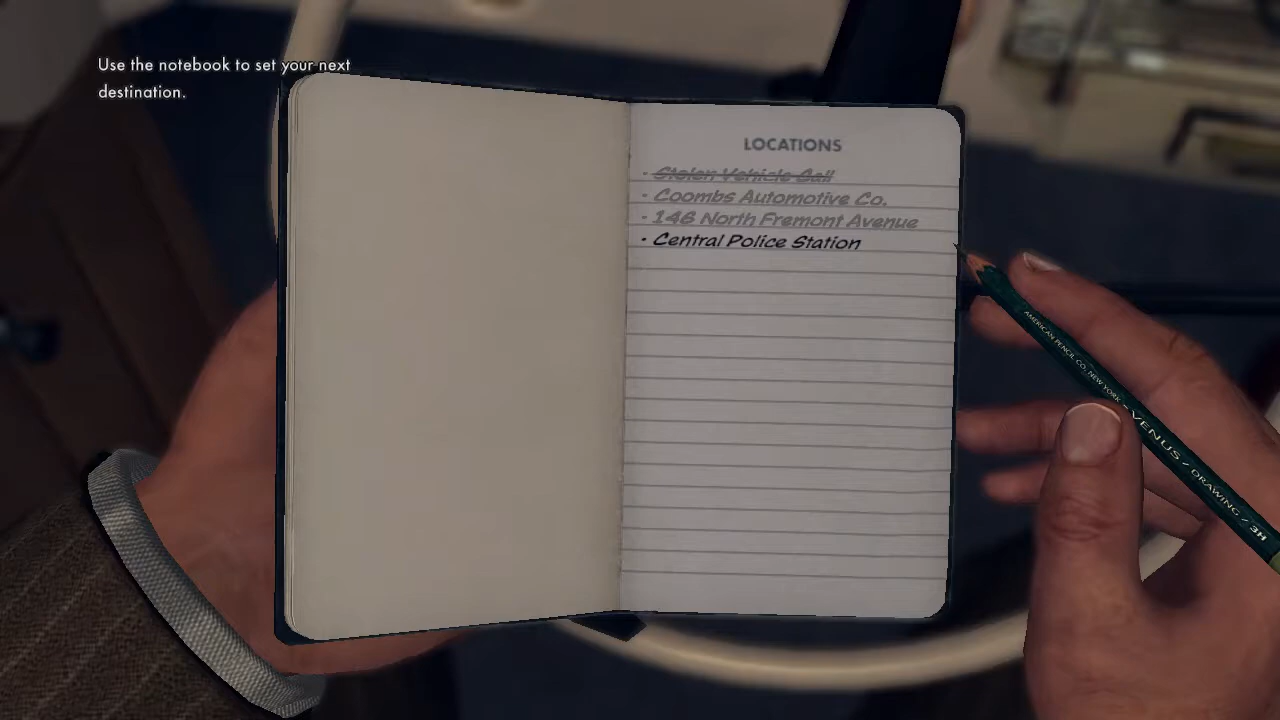 Use the notebook to set your next
destination.
LOCATIONS
- Stolen Vehicle Call
- Coombs Automotive Co.
- 146 North Fremont Avenue
- Central Police Station
AMERICAN PENCIL CO. NEW YORK - VENUS / DRAWING / 3H